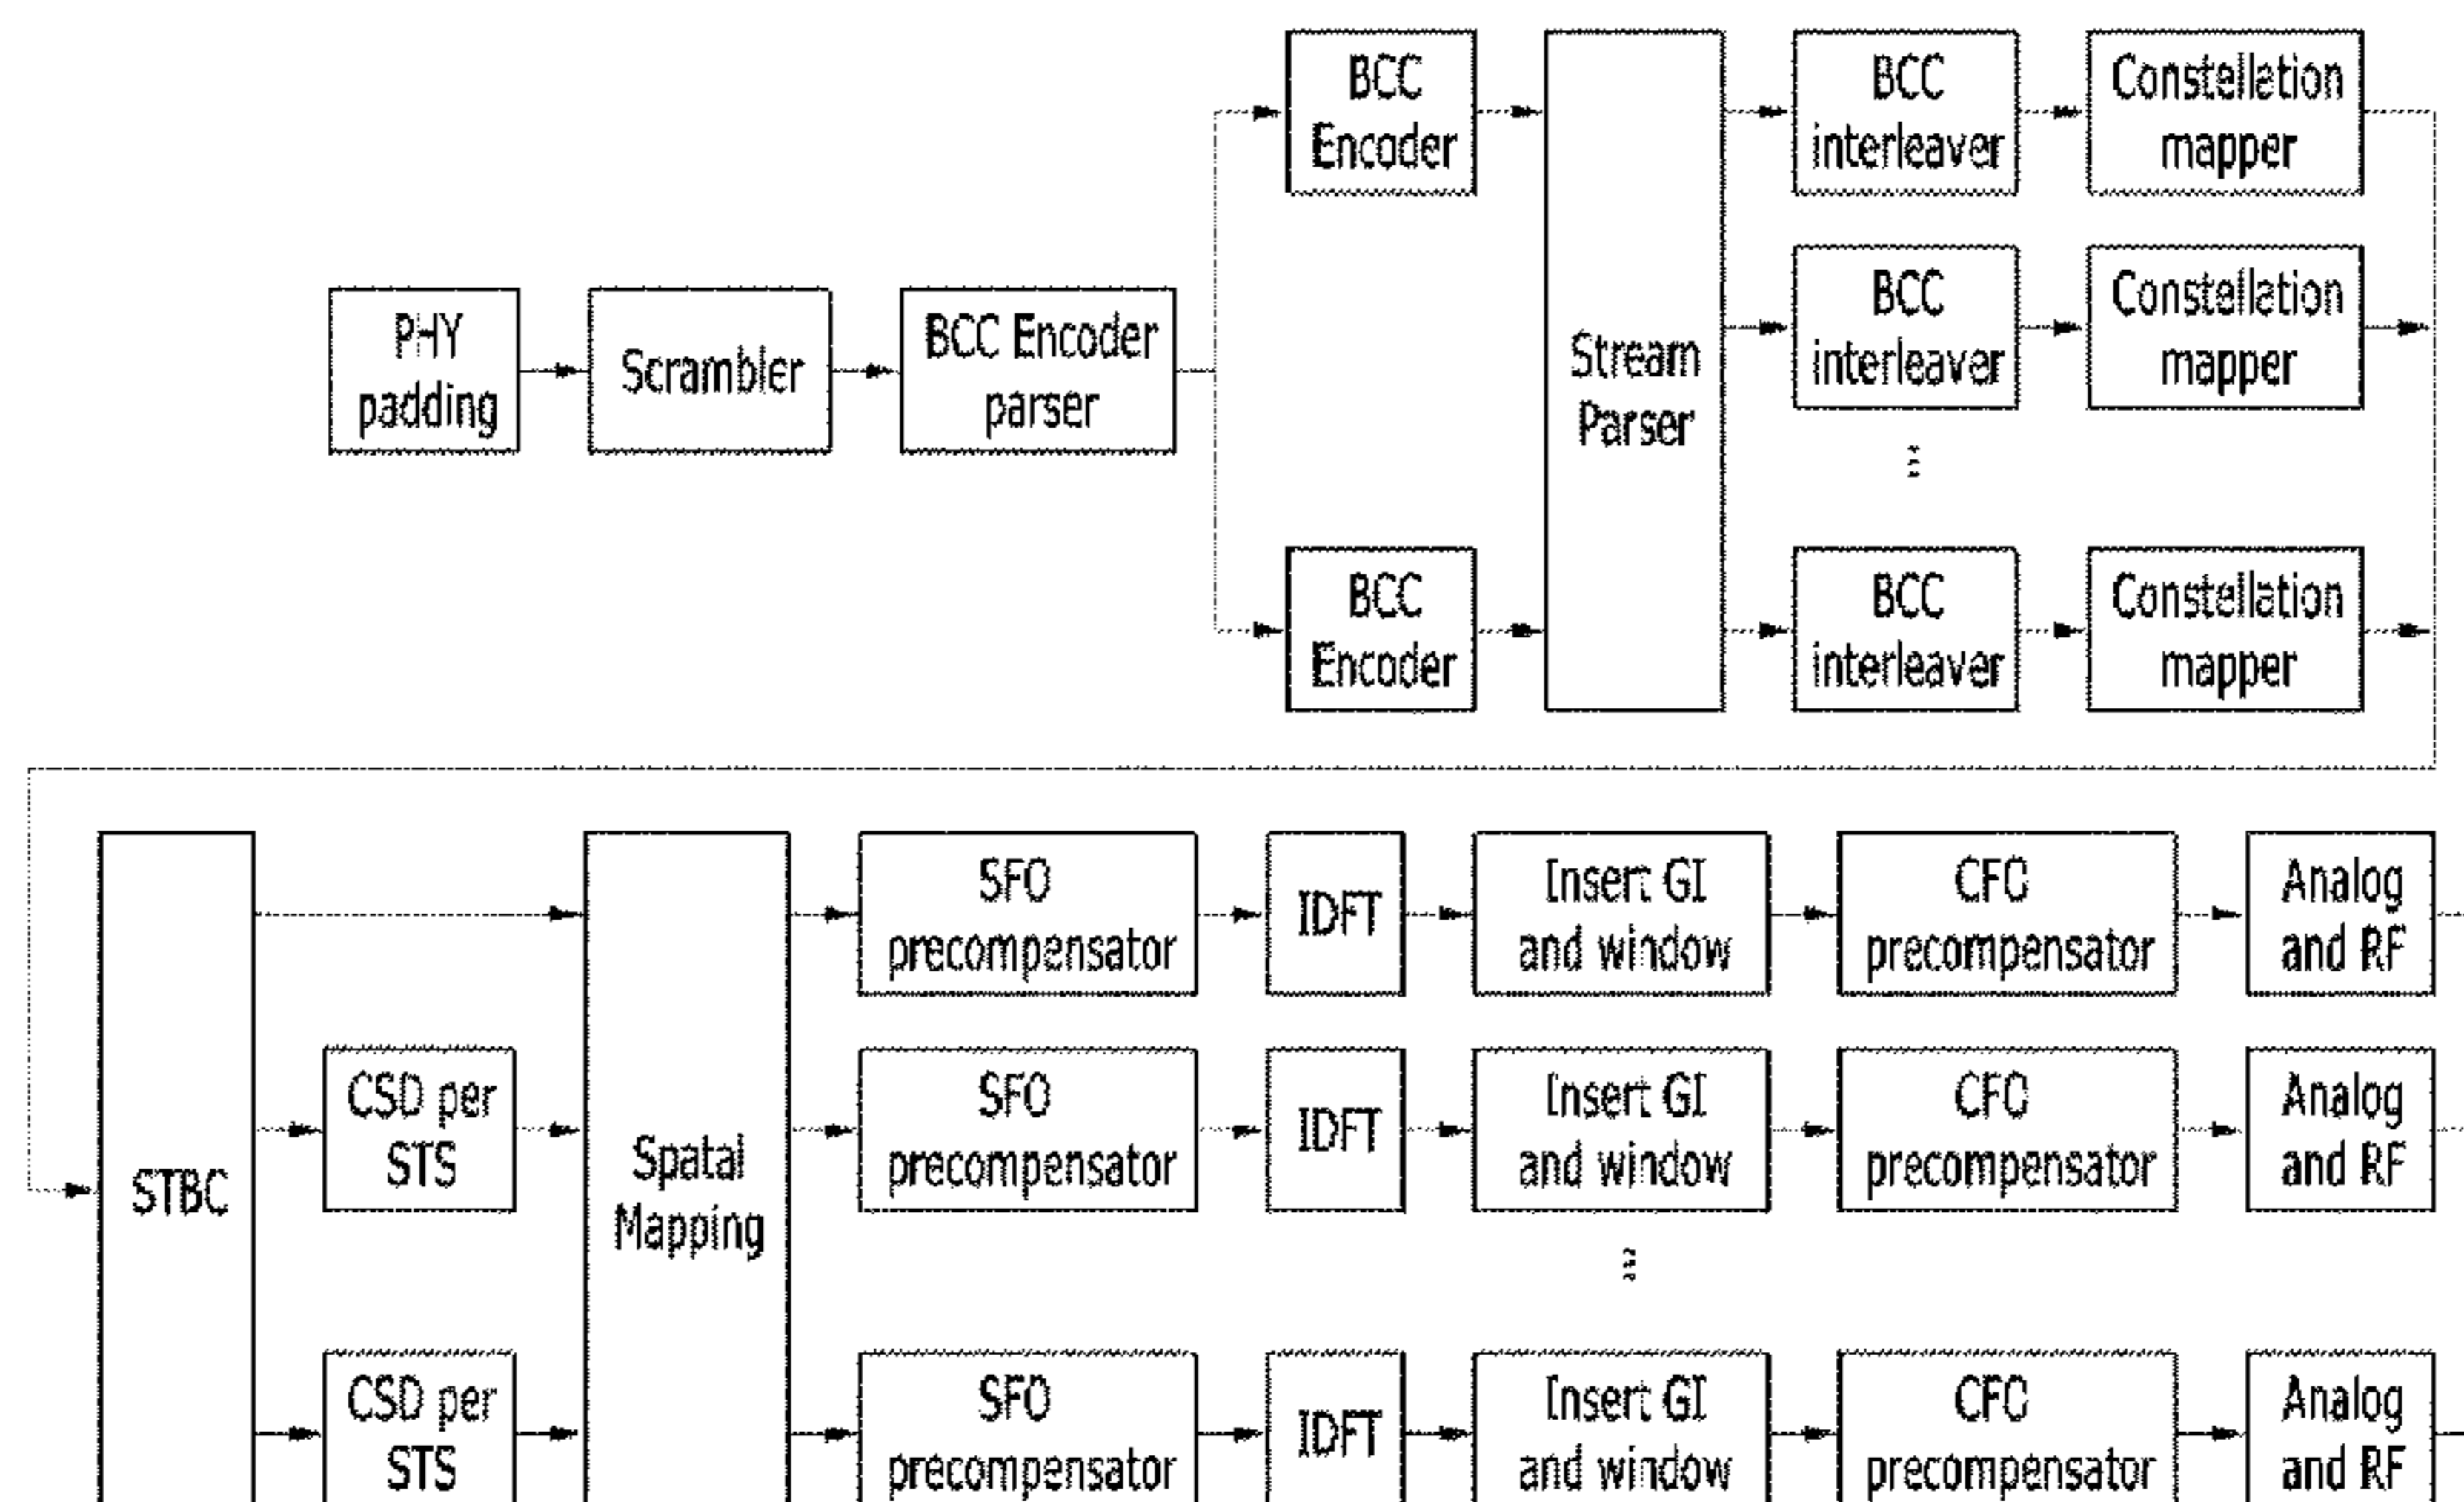 BCC
Encoder
BCC
interleaver
Constellation
mapper
BCC
interleaver
Constellation
mapper
PHY
padding
Scrambler
BCC Encoder
parser
Stream
Parser
BCC
Encoder
BCC
interleaver
Constellation
mapper
STBC
CSD per
STS
CSD per
STS
Spatal
Mapping
SFO
precompensator
IDFT
Insert GI
and window
CFO
precompensator
Analog
and RF
SFO
precompensator
IDFT
Insert GI
and window
CFO
precompensator
Analog
and RF
SFO
precompensator
IDFT
Insert GI
and window
CFO
precompensator
Analog
and RF